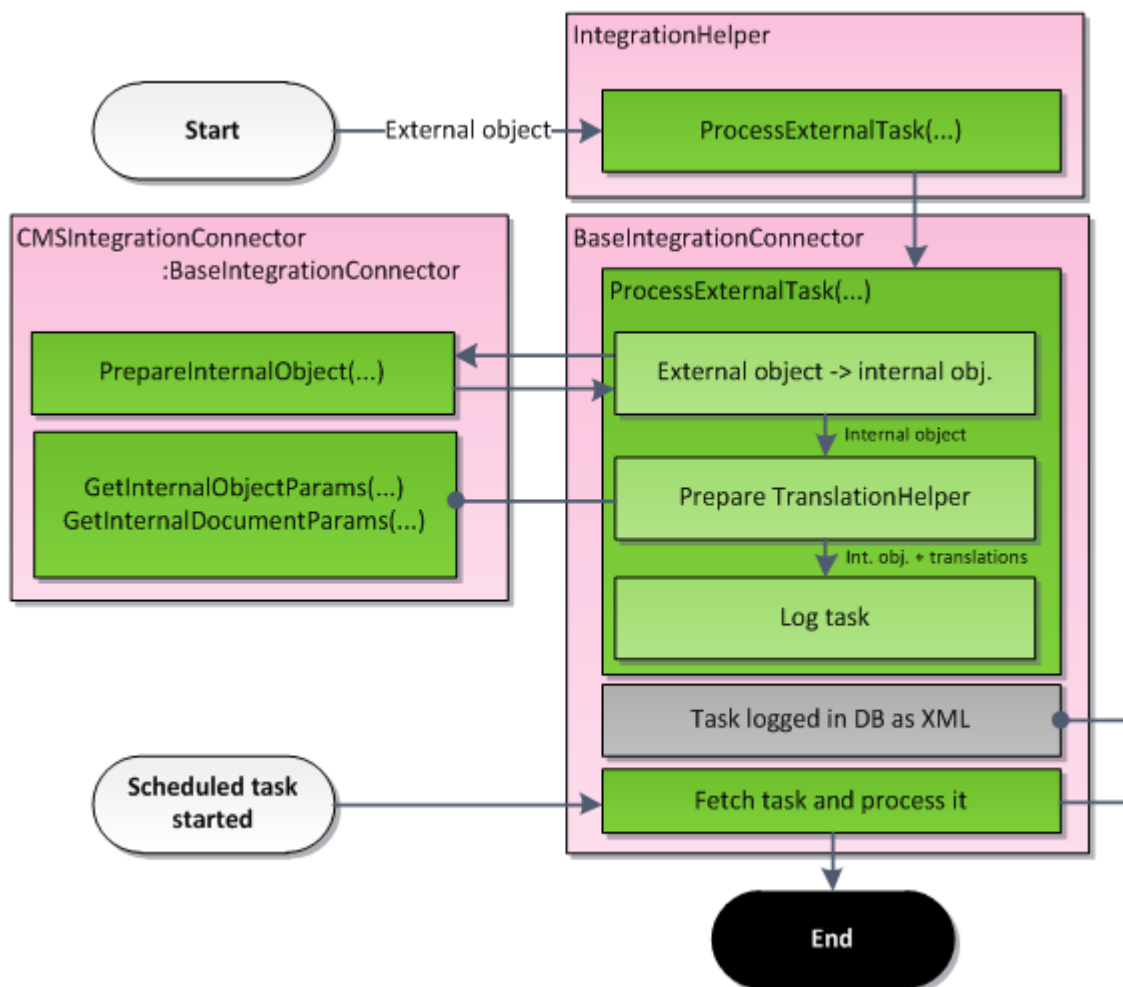 IntegrationHelper
Start
External object
ProcessExternalTask(...)
CMSIntegrationConnector
:BaseIntegrationConnector
BaseIntegrationConnector
ProcessExternalTask(...)
PrepareInternalObject(...)
External object -> internal obj.
Internal object
GetInternalObjectParams(...)
GetInternalDocumentParams(...)
Prepare TranslationHelper
Int. obj. + translations
Log task
Task logged in DB as XML
Scheduled task
started
Fetch task and process it
End